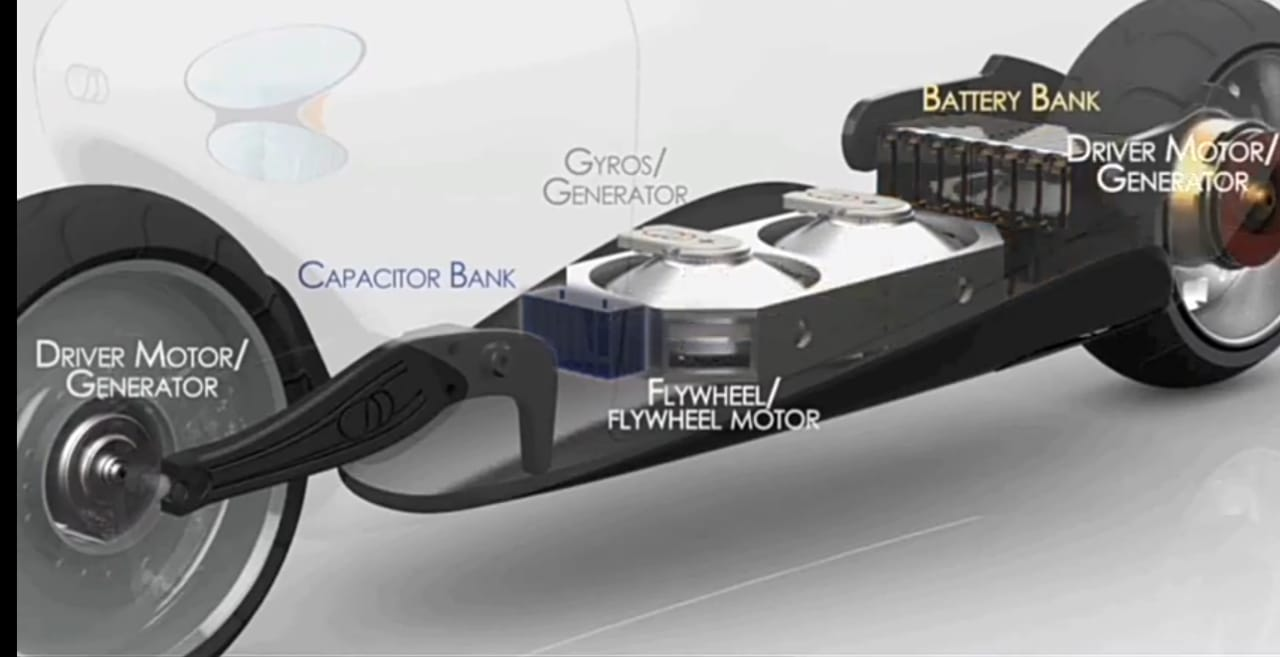 Battery Bank
Driver Motor/
Generator
Gyros/
Generator
Capacitor Bank
Driver Motor/
Generator
Flywheel/
flywheel motor